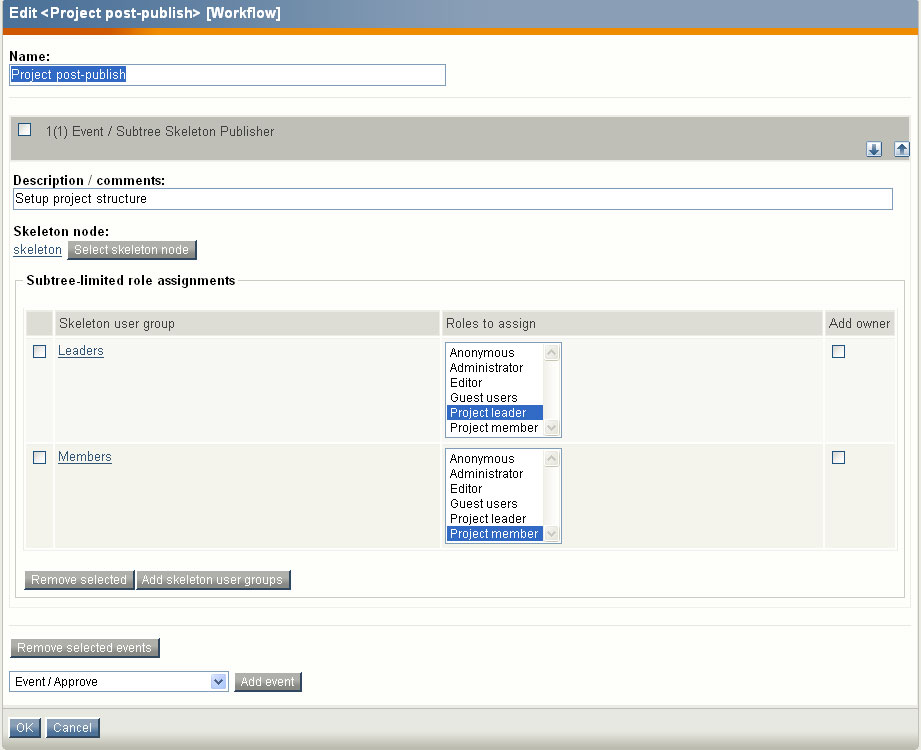 Edit <Project post-publish> [Workflow]
Name:
Project post-publish
1(1) Event / Subtree Skeleton Publisher
Description / comments:
Setup project structure
Skeleton node:
skeleton Select skeleton node
Subtree-limited role assignments
Skeleton user group Roles to assign Add owner
Leaders
Anonymous
Administrator
Editor
Guest users
Project leader
Project member
Members
Anonymous
Administrator
Editor
Guest users
Project leader
Project member
Remove selected Add skeleton user groups
Remove selected events
Event / Approve Add event
OK Cancel